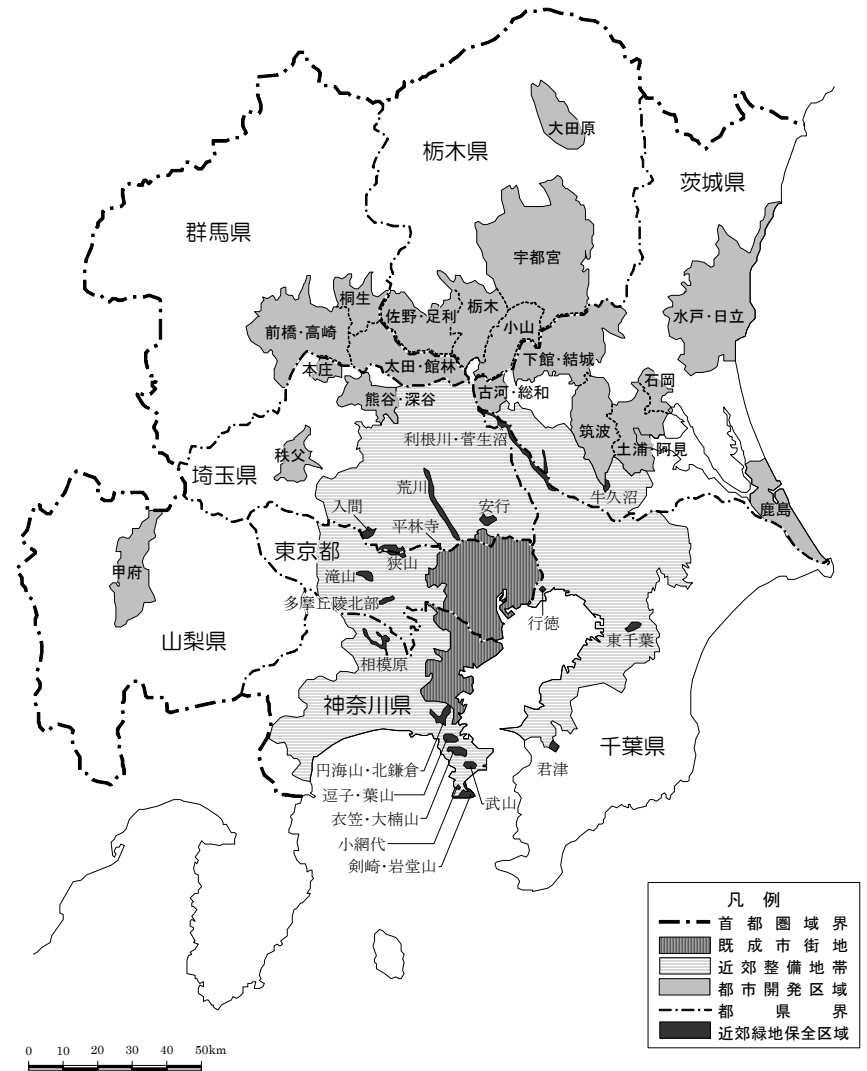 大田原
栃木県
茨城県
群馬県
宇都宮
桐生
栃木
佐野・足利
小山
水戸・日立
前橋・高崎
太田・館林
下館・結城
本庄
石岡
熊谷・深谷
古河・総和
利根川・菅生沼
筑波
土浦・阿見
秩父
埼玉県
荒川
牛久沼
入間
安行
鹿島
平林寺
東京都
狭山
甲府
滝山
多摩丘陵北部
行徳
東千葉
山梨県
相模原
神奈川県
千葉県
円海山・北鎌倉
君津
逗子・葉山
武山
衣笠・大楠山
小網代
剣崎・岩堂山
凡 例
首都圏域界
既成市街地
近郊整備地帯
都市開発区域
都県界
近郊緑地保全区域
0 10 20 30 40 50km